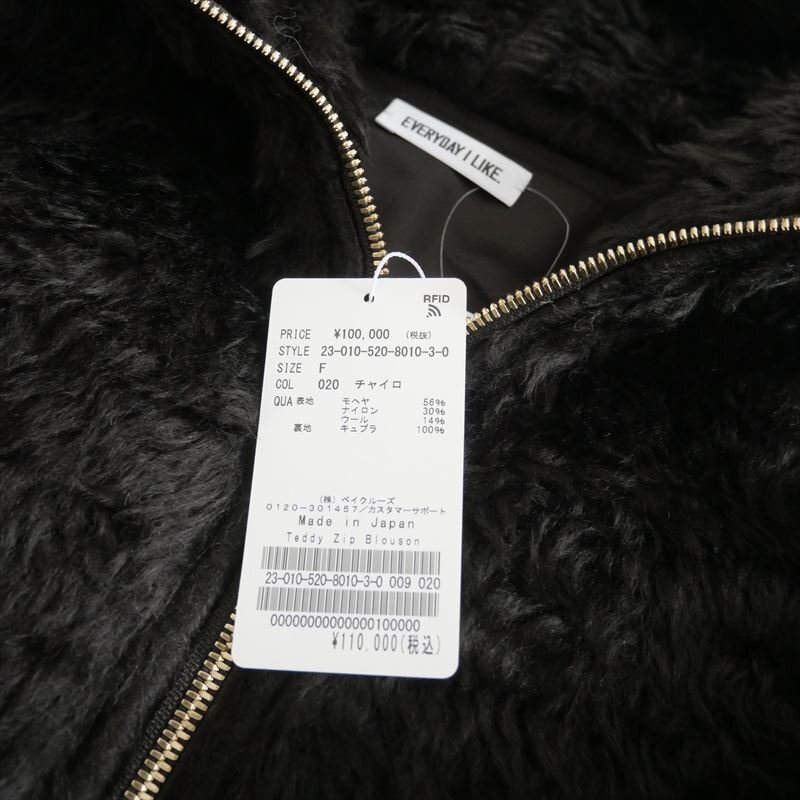 EVERYDAY I LIKE.
RFID
PRICE ¥100,000 (税抜)
STYLE 23-010-520-8010-3-0
SIZE F
COL 020 チャイロ
QUA 表地 モヘヤ 56%
ナイロン 30%
ウール 14%
裏地 キュプラ 100%
(株) ベイクルーズ
0120-301457/カスタマーサポート
Made in Japan
Teddy Zip Blouson
23-010-520-8010-3-0 009 020
00000000000000100000
¥110,000(税込)